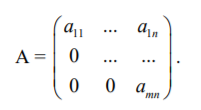 a₁₁ ... a₁ₙ
A = 0 ... ... .
0 0 aₘₙ